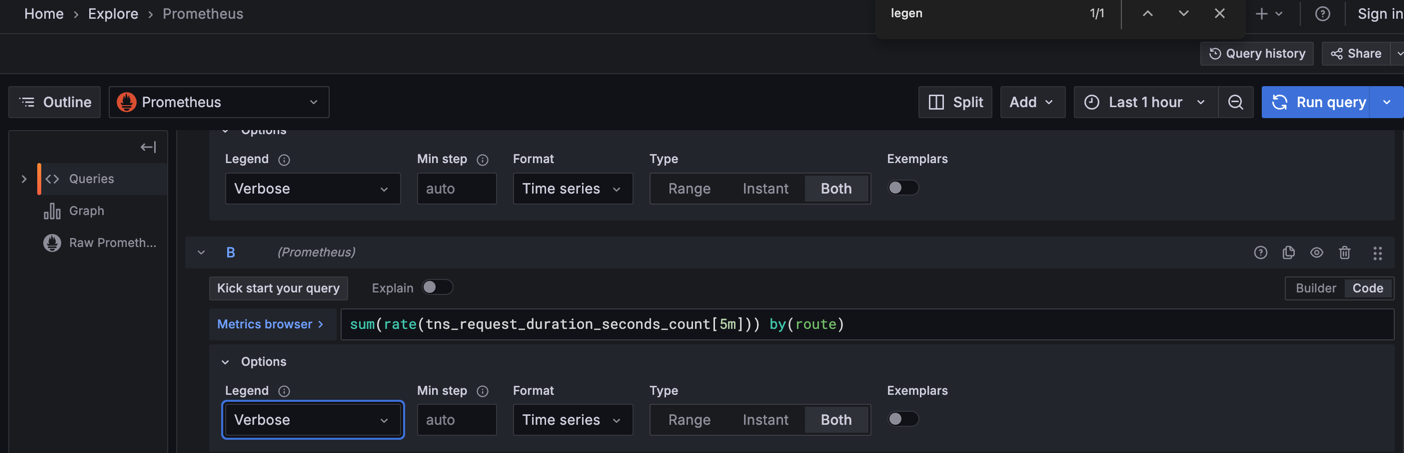 Home › Explore › Prometheus
legen 1/1
Sign in
Query history Share
Outline Prometheus Split Add Last 1 hour Run query
Options
Legend Min step Format Type Exemplars
Verbose auto Time series Range Instant Both
Queries
Graph
Raw Prometh...
B (Prometheus)
Kick start your query Explain Builder Code
Metrics browser > sum(rate(tns_request_duration_seconds_count[5m])) by(route)
Options
Legend Min step Format Type Exemplars
Verbose auto Time series Range Instant Both